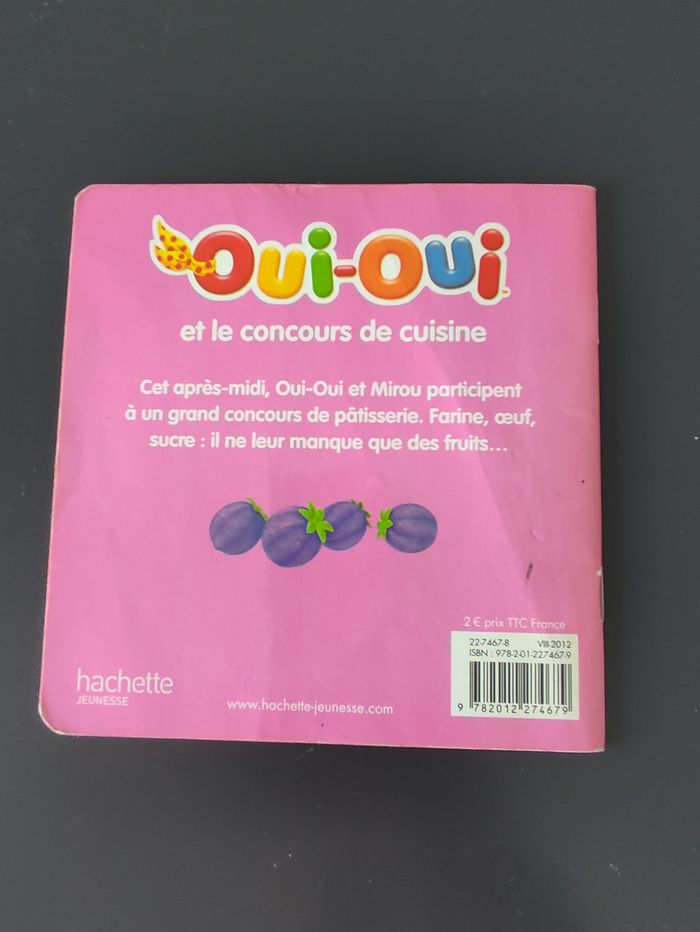 Oui-Oui
et le concours de cuisine
Cet après-midi, Oui-Oui et Mirou participent
à un grand concours de pâtisserie. Farine, œuf,
sucre : il ne leur manque que des fruits...
2 € prix TTC France
22-7467-8 VIII-2012
ISBN : 978-2-01-227467-9
9 782012 274679
hachette
JEUNESSE
www.hachette-jeunesse.com